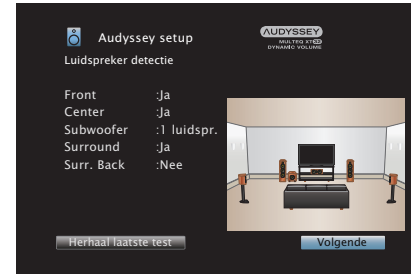 Audyssey setup
AUDYSSEY
MULTEQ XT32
DYNAMIC VOLUME
Luidspreker detectie
Front :Ja
Center :Ja
Subwoofer :1 luidspr.
Surround :Ja
Surr. Back :Nee
Herhaal laatste test
Volgende